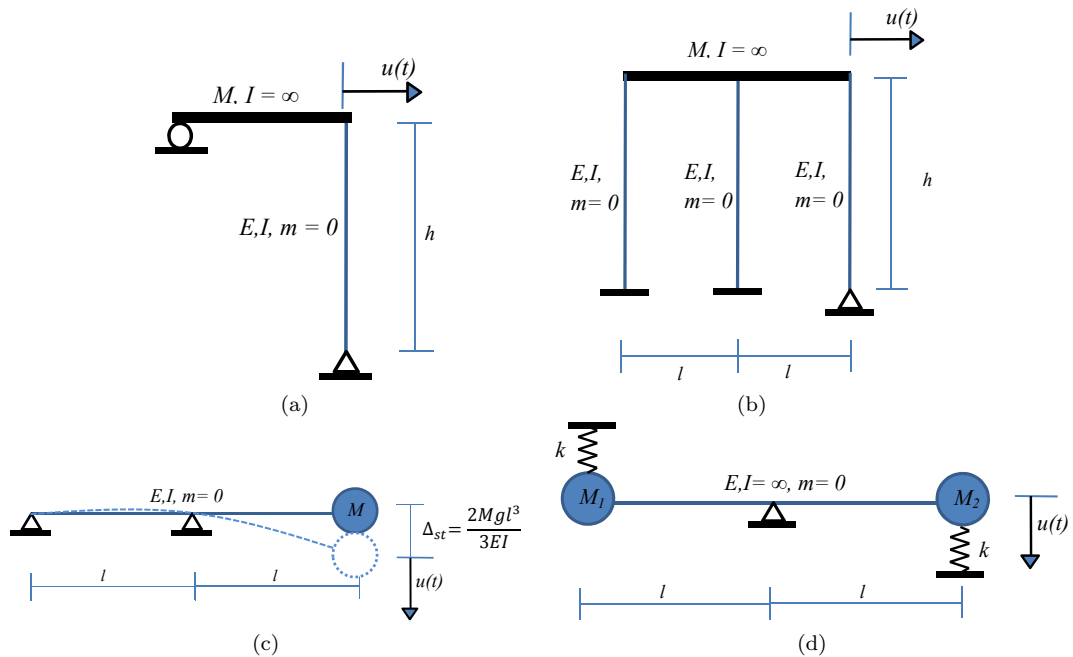 u(t)
M, I = ∞
E,I, m = 0
h
(a)
u(t)
M, I = ∞
E,I,
m= 0
E,I,
m= 0
E,I,
m= 0
h
l
l
(b)
E,I, m= 0
M
Δst = 2Mgl³/3EI
l
l
u(t)
(c)
k
M1
E,I= ∞, m= 0
M2
k
u(t)
l
l
(d)